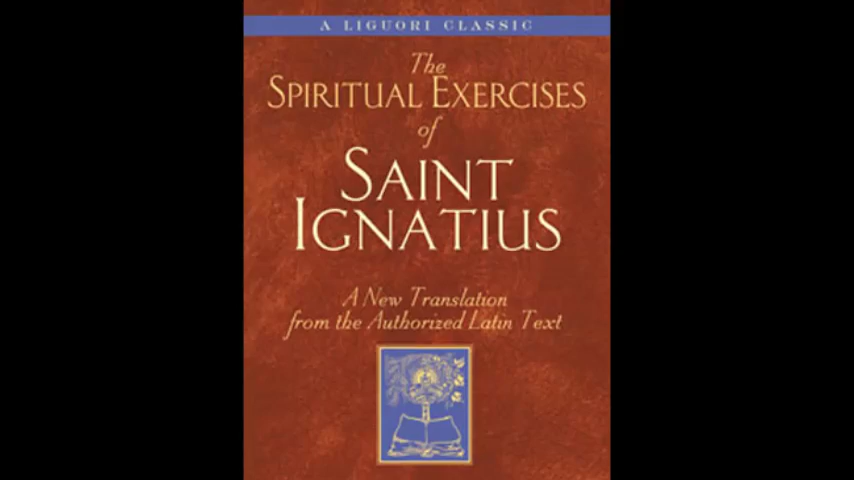 A LIGUORI CLASSIC
The
SPIRITUAL EXERCISES
of
SAINT
IGNATIUS
A New Translation
from the Authorized Latin Text